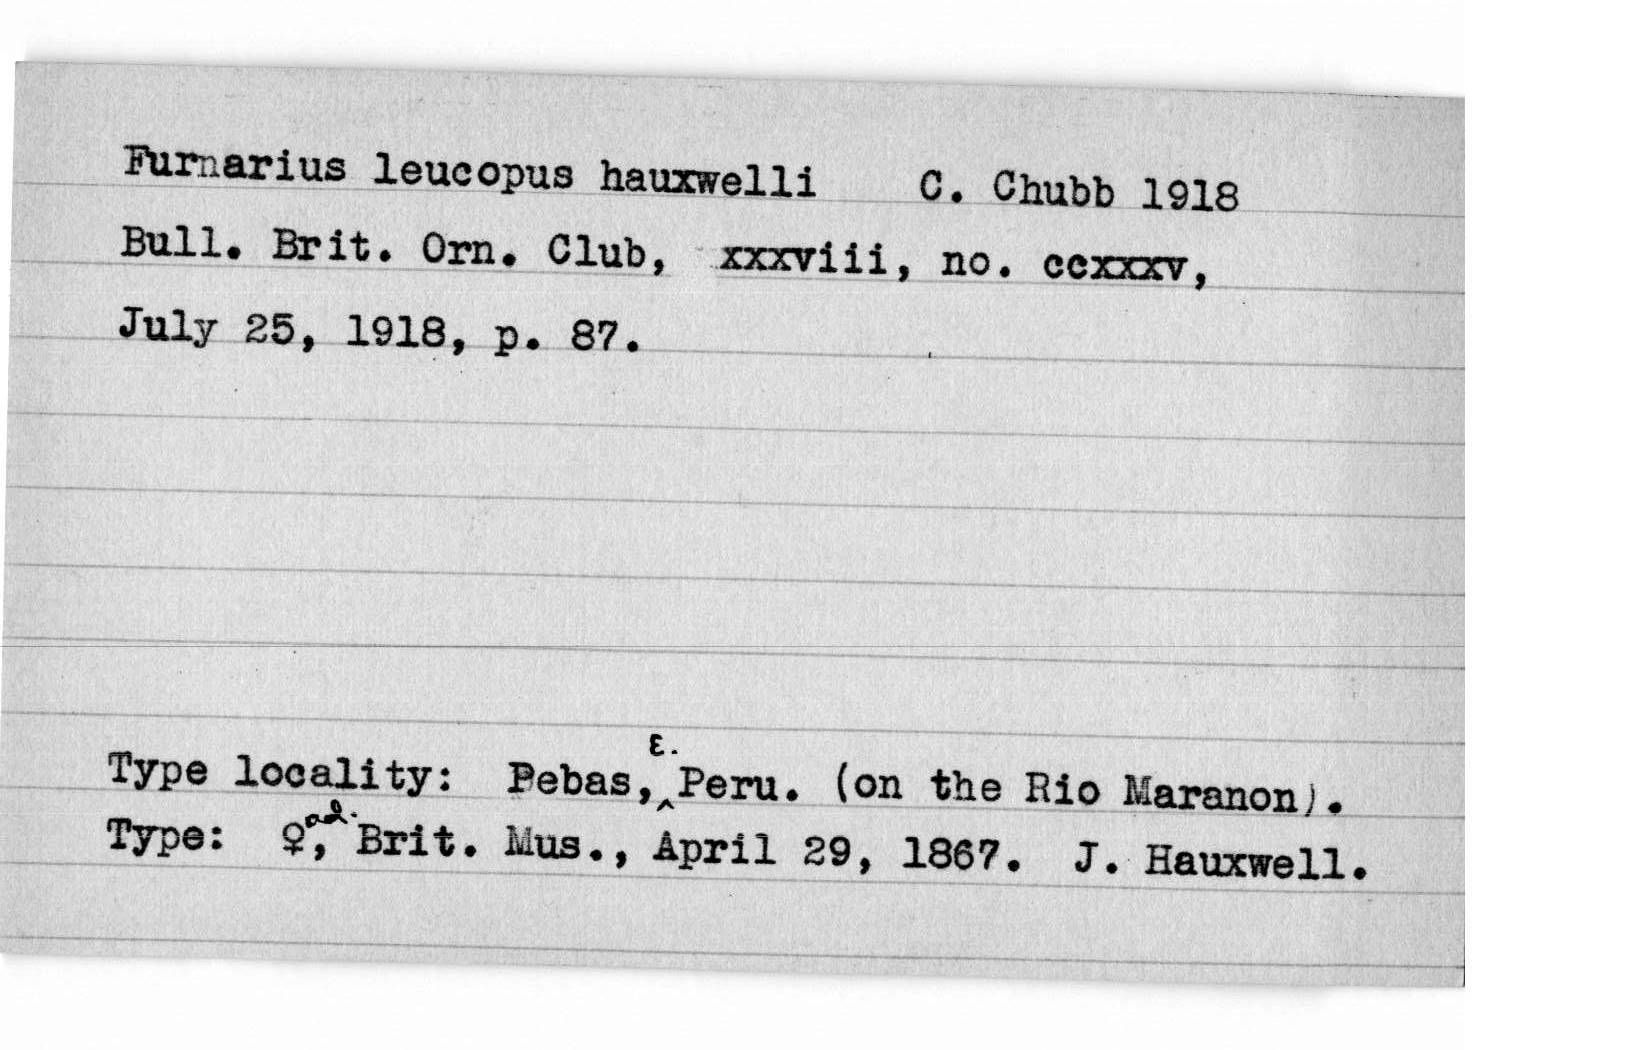 Furnarius leucopus hauxwelli C. Chubb 1918
Bull. Brit. Orn. Club, xxxviii, no. ccxxxv,
July 25, 1918, p. 87.
Type locality: Pebas, ^E. Peru. (on the Rio Maranon).
Type: ♀ad., Brit. Mus., April 29, 1867. J. Hauxwell.